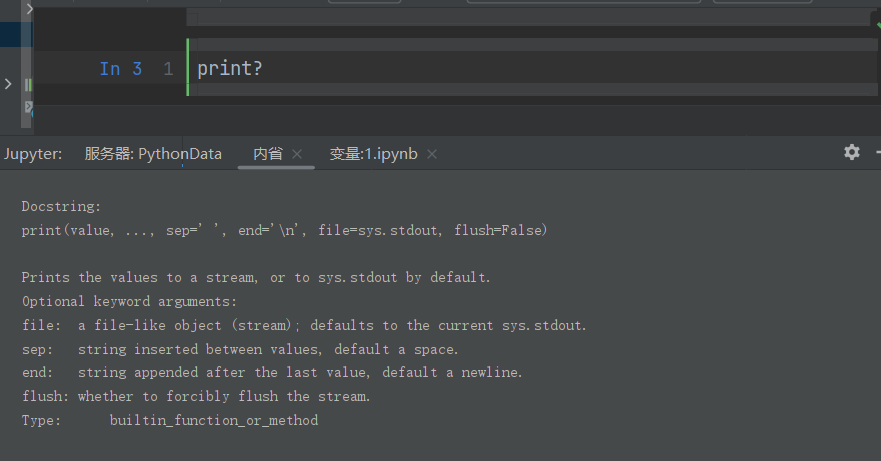 In 3 1 print?
Jupyter: 服务器: PythonData 内省 × 变量:1.ipynb ×
Docstring:
print(value, ..., sep=' ', end='\n', file=sys.stdout, flush=False)
Prints the values to a stream, or to sys.stdout by default.
Optional keyword arguments:
file:  a file-like object (stream); defaults to the current sys.stdout.
sep:   string inserted between values, default a space.
end:   string appended after the last value, default a newline.
flush: whether to forcibly flush the stream.
Type:      builtin_function_or_method